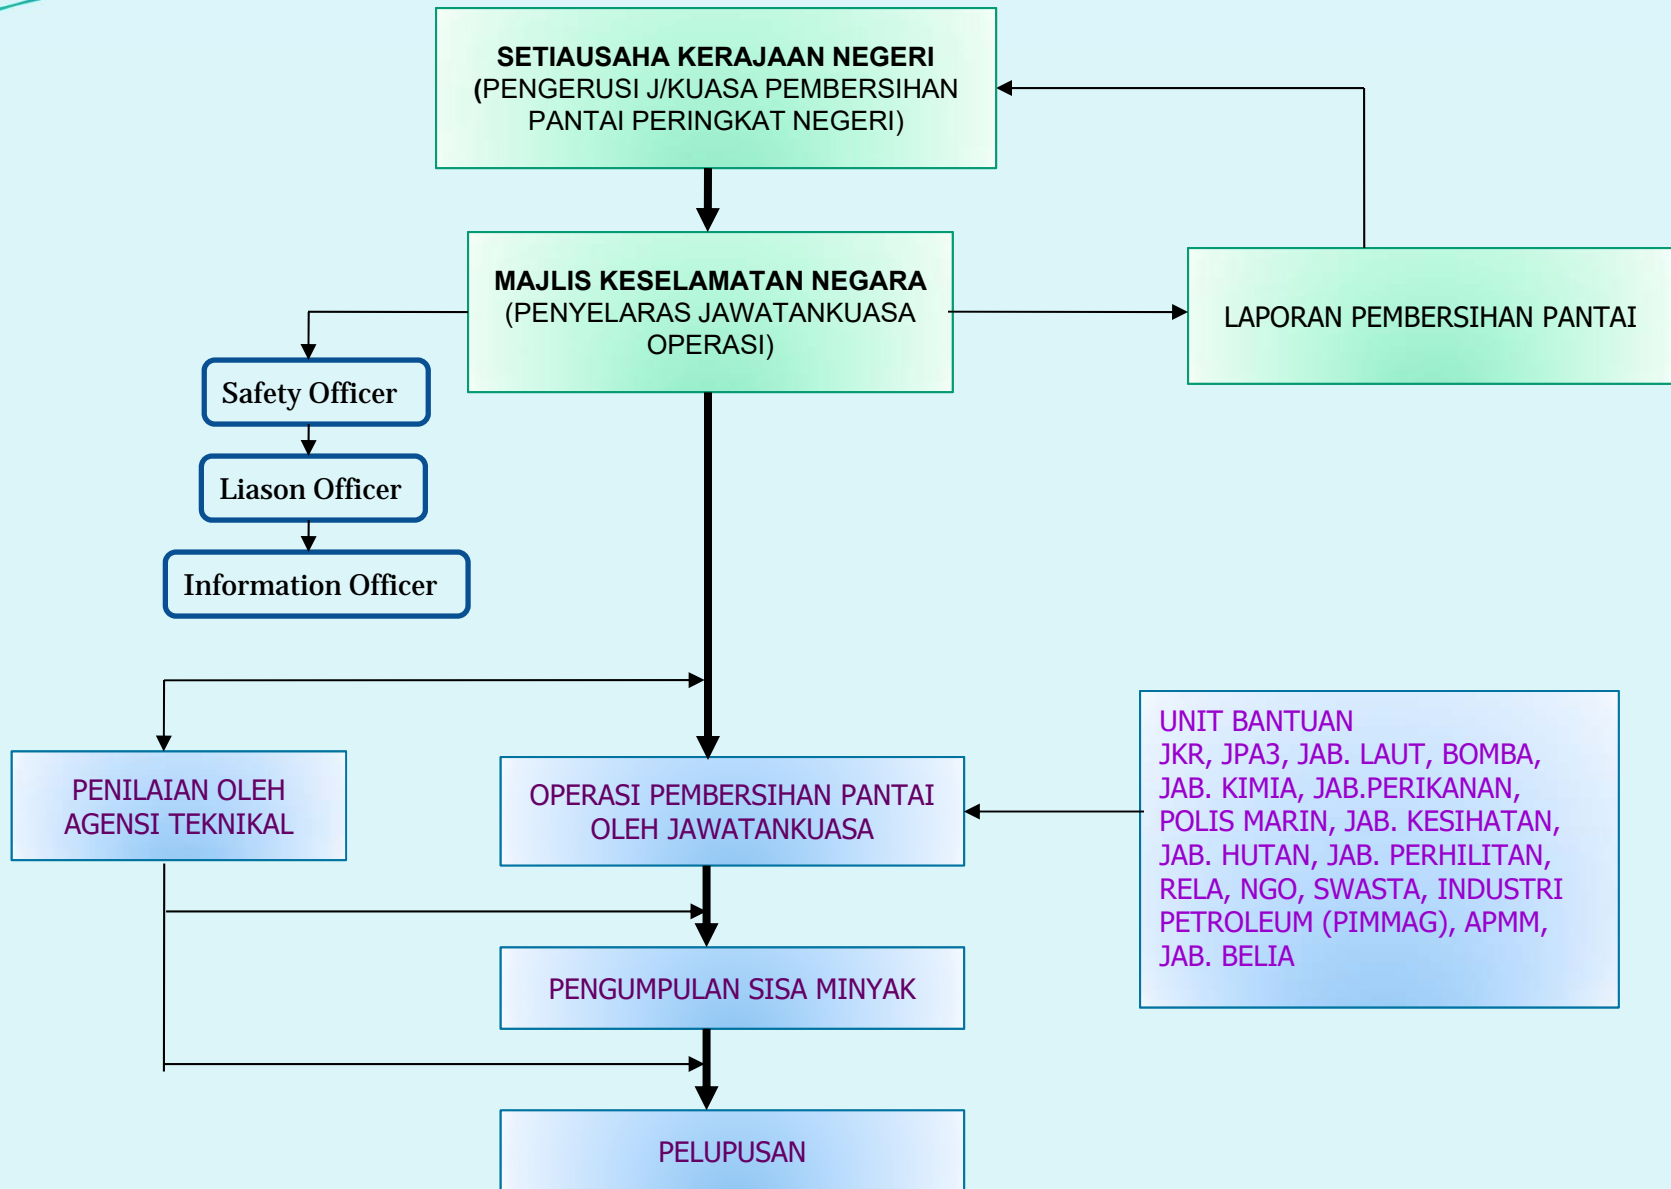 SETIAUSAHA KERAJAAN NEGERI
(PENGERUSI J/KUASA PEMBERSIHAN
PANTAI PERINGKAT NEGERI)
MAJLIS KESELAMATAN NEGARA
(PENYELARAS JAWATANKUASA
OPERASI)
LAPORAN PEMBERSIHAN PANTAI
Safety Officer
Liason Officer
Information Officer
PENILAIAN OLEH
AGENSI TEKNIKAL
OPERASI PEMBERSIHAN PANTAI
OLEH JAWATANKUASA
UNIT BANTUAN
JKR, JPA3, JAB. LAUT, BOMBA,
JAB. KIMIA, JAB.PERIKANAN,
POLIS MARIN, JAB. KESIHATAN,
JAB. HUTAN, JAB. PERHILITAN,
RELA, NGO, SWASTA, INDUSTRI
PETROLEUM (PIMMAG), APMM,
JAB. BELIA
PENGUMPULAN SISA MINYAK
PELUPUSAN